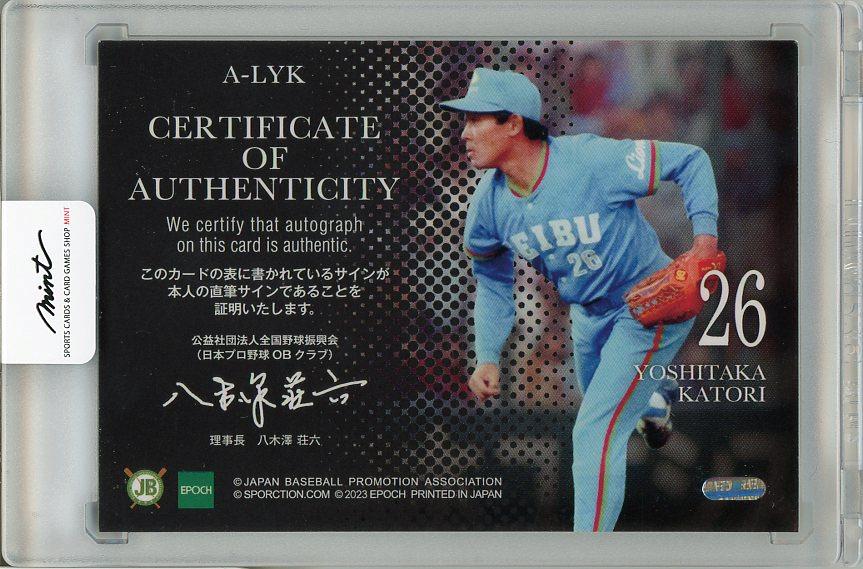 A-LYK
CERTIFICATE
OF
AUTHENTICITY
We certify that autograph
on this card is authentic.
このカードの表に書かれているサインが
本人の直筆サインであることを
証明いたします。
公益社団法人全国野球振興会
（日本プロ野球 OB クラブ）
八木澤荘六
理事長　八木澤 荘六
JB
EPOCH
©JAPAN BASEBALL PROMOTION ASSOCIATION
©SPORCTION.COM ©2023 EPOCH PRINTED IN JAPAN
mint
SPORTS CARDS & CARD GAMES SHOP MINT
Lions
SEIBU
26
26
YOSHITAKA
KATORI